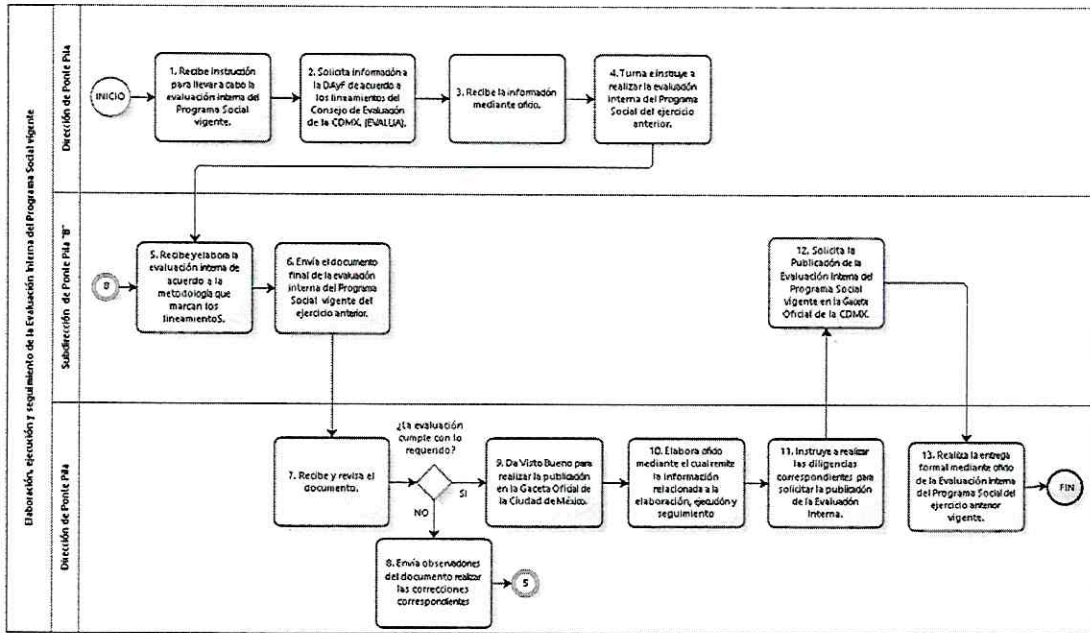 Elaboración, ejecución y seguimiento de la Evaluación Interna del Programa Social vigente
Dirección de Ponte Pila
INICIO
1. Recibe instrucción
para llevar a cabo la
evaluación interna del
Programa Social
vigente.
2. Solicita información a
la DAyF de acuerdo a
los lineamientos del
Consejo de Evaluación
de la CDMX. (EVALUA).
3. Recibe la información
mediante oficio.
4. Turna e instruye a
realizar la evaluación
interna del Programa
Social del ejercicio
anterior.
Subdirección de Ponte Pila "B"
8
5. Recibe y elabora la
evaluación interna de
acuerdo a la
metodología que
marcan los
lineamientoS.
6. Envía el documento
final de la evaluación
interna del Programa
Social vigente del
ejercicio anterior.
12. Solicita la
Publicación de la
Evaluación Interna del
Programa Social
vigente en la Gaceta
Oficial de la CDMX.
Dirección de Ponte Pila
7. Recibe y revisa el
documento.
¿La evaluación
cumple con lo
requerido?
SI
NO
8. Envía observaciones
del documento realizar
las correcciones
correspondientes
5
9. Da Visto Bueno para
realizar la publicación
en la Gaceta Oficial de
la Ciudad de México.
10. Elabora oficio
mediante el cual remite
la información
relacionada a la
elaboración, ejecución y
seguimiento
11. Instruye a realizar
las diligencias
correspondientes para
solicitar la publicación
de la Evaluación
Interna.
13. Realiza la entrega
formal mediante oficio
de la Evaluación Interna
del Programa Social del
ejercicio anterior
vigente.
FIN